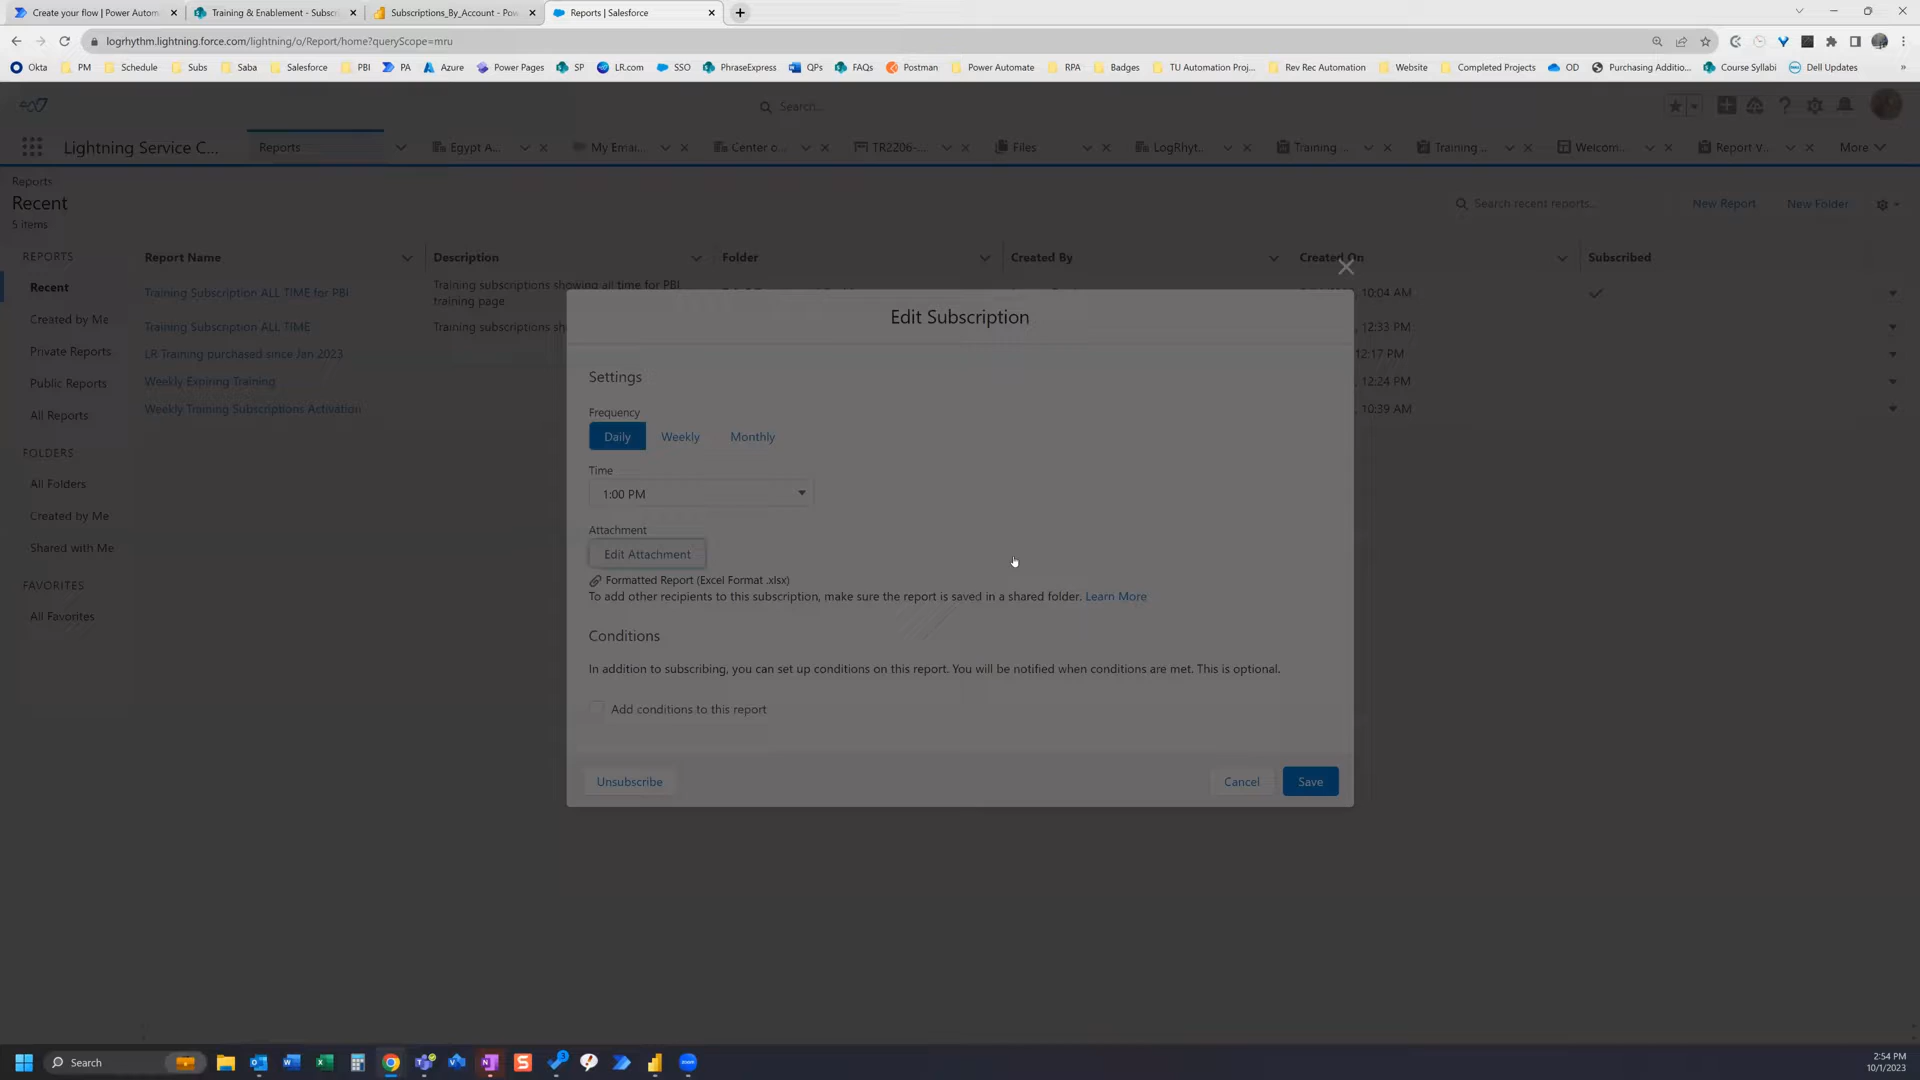 Create your flow | Power Autom
Training & Enablement - Subscr
Subscriptions_By_Account - Pow
Reports | Salesforce
logrhythm.lightning.force.com/lightning/o/Report/home?queryScope=mru
Okta
PM
Schedule
Subs
Saba
Salesforce
PBI
PA
Azure
Power Pages
SP
LR.com
SSO
PhraseExpress
QPs
FAQs
Postman
Power Automate
RPA
Badges
TU Automation Proj...
Rev Rec Automation
Website
Completed Projects
OD
Purchasing Additio...
Course Syllabi
Dell Updates
Search...
Lightning Service C...
Reports
Egypt A...
My Emai...
Center o...
TR2206-...
Files
LogRhyt...
Training ...
Training ...
Welcom...
Report V...
More
Reports
Recent
5 items
Search recent reports...
New Report
New Folder
REPORTS
Recent
Created by Me
Private Reports
Public Reports
All Reports
FOLDERS
All Folders
Created by Me
Shared with Me
FAVORITES
All Favorites
Report Name
Description
Folder
Created By
Created On
Subscribed
Training Subscription ALL TIME for PBI
Training subscriptions showing all time for PBI
training page
10:04 AM
Training Subscription ALL TIME
Training subscriptions sh
12:33 PM
LR Training purchased since Jan 2023
12:17 PM
Weekly Expiring Training
12:24 PM
Weekly Training Subscriptions Activation
10:39 AM
Edit Subscription
Settings
Frequency
Daily
Weekly
Monthly
Time
1:00 PM
Attachment
Edit Attachment
Formatted Report (Excel Format .xlsx)
To add other recipients to this subscription, make sure the report is saved in a shared folder. Learn More
Conditions
In addition to subscribing, you can set up conditions on this report. You will be notified when conditions are met. This is optional.
Add conditions to this report
Unsubscribe
Cancel
Save
Search
2:54 PM
10/1/2023